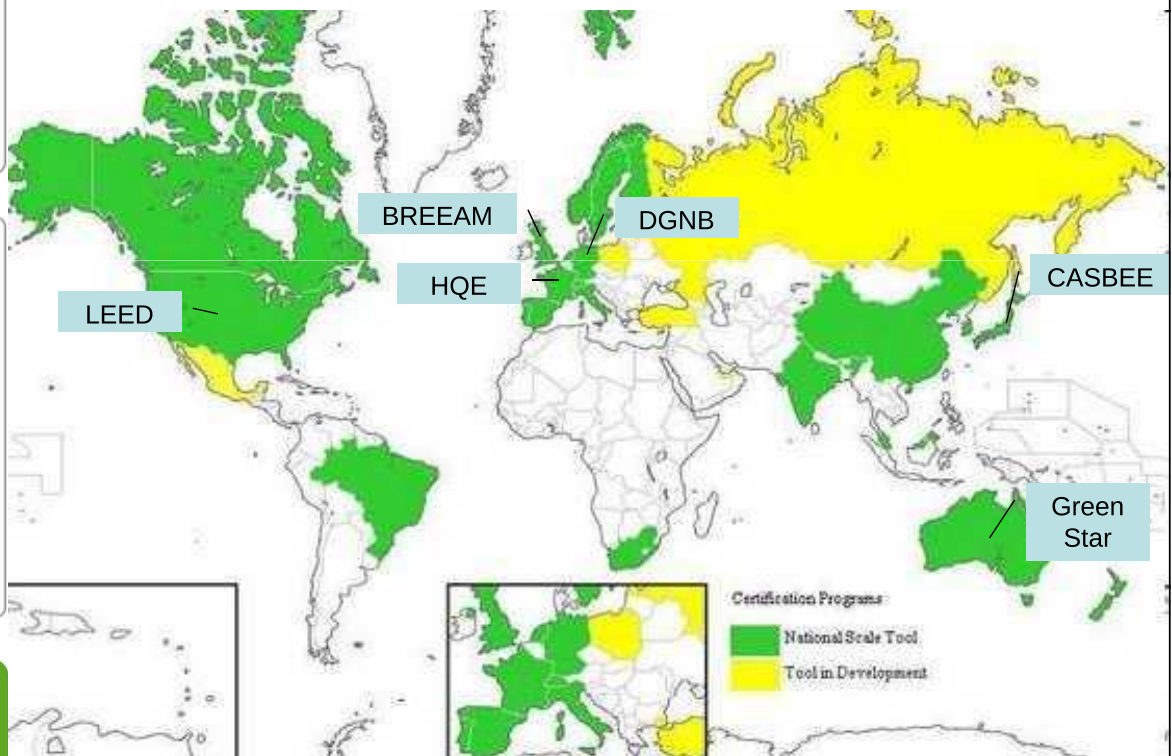 BREEAM
DGNB
HQE
CASBEE
LEED
Green
Star
Certification Programs
National Scale Tool
Tool in Development